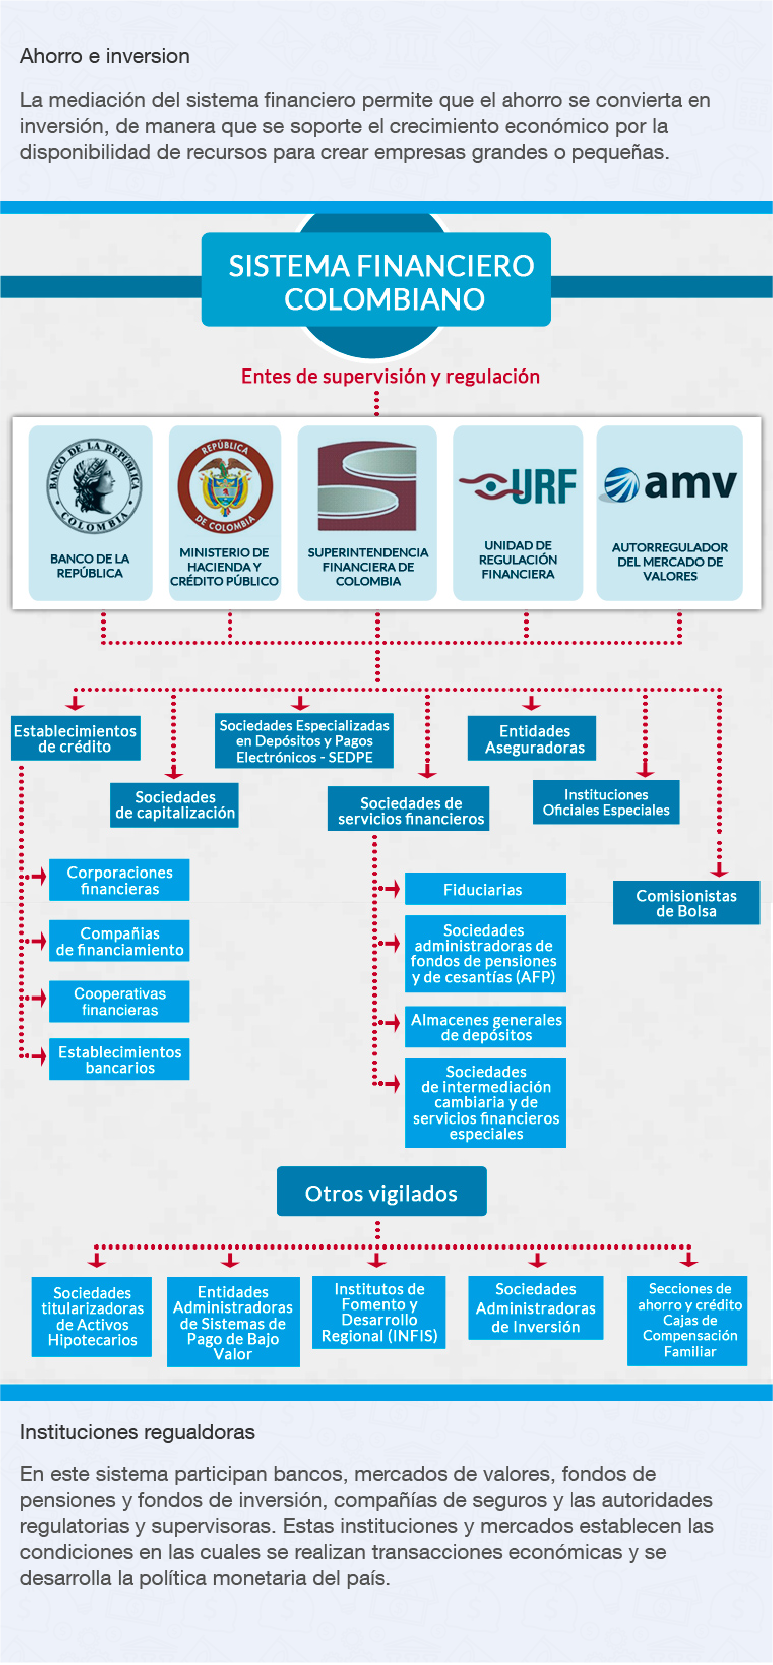 Ahorro e inversion
La mediación del sistema financiero permite que el ahorro se convierta en
inversión, de manera que se soporte el crecimiento económico por la
disponibilidad de recursos para crear empresas grandes o pequeñas.
SISTEMA FINANCIERO
COLOMBIANO
Entes de supervisión y regulación
BANCO DE LA REPÚBLICA
COLOMBIA
BANCO DE LA
REPÚBLICA
REPÚBLICA
DE COLOMBIA
MINISTERIO DE
HACIENDA Y
CRÉDITO PÚBLICO
SUPERINTENDENCIA
FINANCIERA DE
COLOMBIA
URF
UNIDAD DE
REGULACIÓN
FINANCIERA
amv
AUTORREGULADOR
DEL MERCADO DE
VALORES
Establecimientos
de crédito
Sociedades
de capitalización
Sociedades Especializadas
en Depósitos y Pagos
Electrónicos - SEDPE
Sociedades de
servicios financieros
Entidades
Aseguradoras
Instituciones
Oficiales Especiales
Comisionistas
de Bolsa
Corporaciones
financieras
Compañias
de financiamiento
Cooperativas
financieras
Establecimientos
bancarios
Fiduciarias
Sociedades
administradoras de
fondos de pensiones
y de cesantías (AFP)
Almacenes generales
de depósitos
Sociedades
de intermediación
cambiaria y de
servicios financieros
especiales
Otros vigilados
Sociedades
titularizadoras
de Activos
Hipotecarios
Entidades
Administradoras
de Sistemas de
Pago de Bajo
Valor
Institutos de
Fomento y
Desarrollo
Regional (INFIS)
Sociedades
Administradoras
de Inversión
Secciones de
ahorro y crédito
Cajas de
Compensación
Familiar
Instituciones regualdoras
En este sistema participan bancos, mercados de valores, fondos de
pensiones y fondos de inversión, compañías de seguros y las autoridades
regulatorias y supervisoras. Estas instituciones y mercados establecen las
condiciones en las cuales se realizan transacciones económicas y se
desarrolla la política monetaria del país.